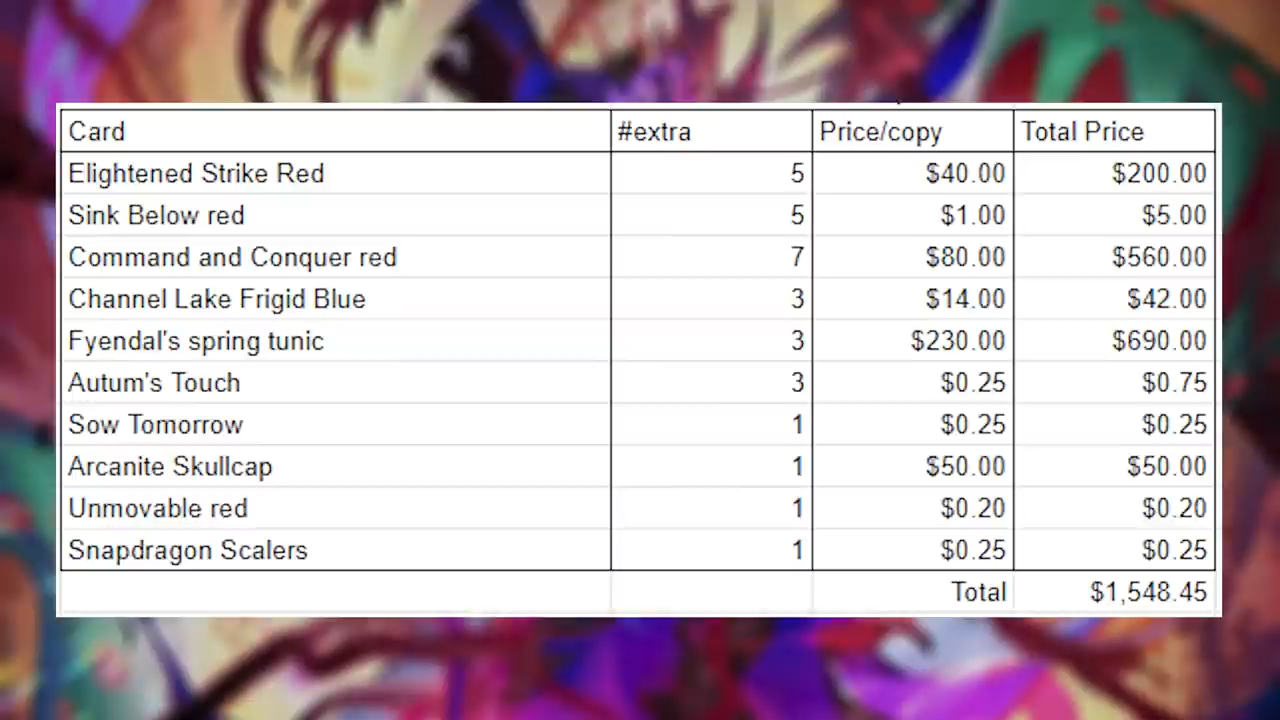 Card #extra Price/copy Total Price
Elightened Strike Red 5 $40.00 $200.00
Sink Below red 5 $1.00 $5.00
Command and Conquer red 7 $80.00 $560.00
Channel Lake Frigid Blue 3 $14.00 $42.00
Fyendal's spring tunic 3 $230.00 $690.00
Autum's Touch 3 $0.25 $0.75
Sow Tomorrow 1 $0.25 $0.25
Arcanite Skullcap 1 $50.00 $50.00
Unmovable red 1 $0.20 $0.20
Snapdragon Scalers 1 $0.25 $0.25
Total $1,548.45